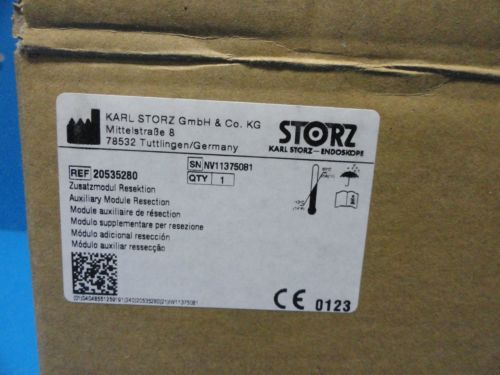 KARL STORZ GmbH & Co. KG
Mittelstraße 8
78532 Tuttlingen/Germany
STORZ
KARL STORZ—ENDOSKOPE
SN NV11375081
REF 20535280
QTY 1
Zusatzmodul Resektion
Auxiliary Module Resection
Module auxiliaire de résection
Modulo supplementare per resezione
Módulo adicional resección
Módulo auxiliar ressecção
CE 0123